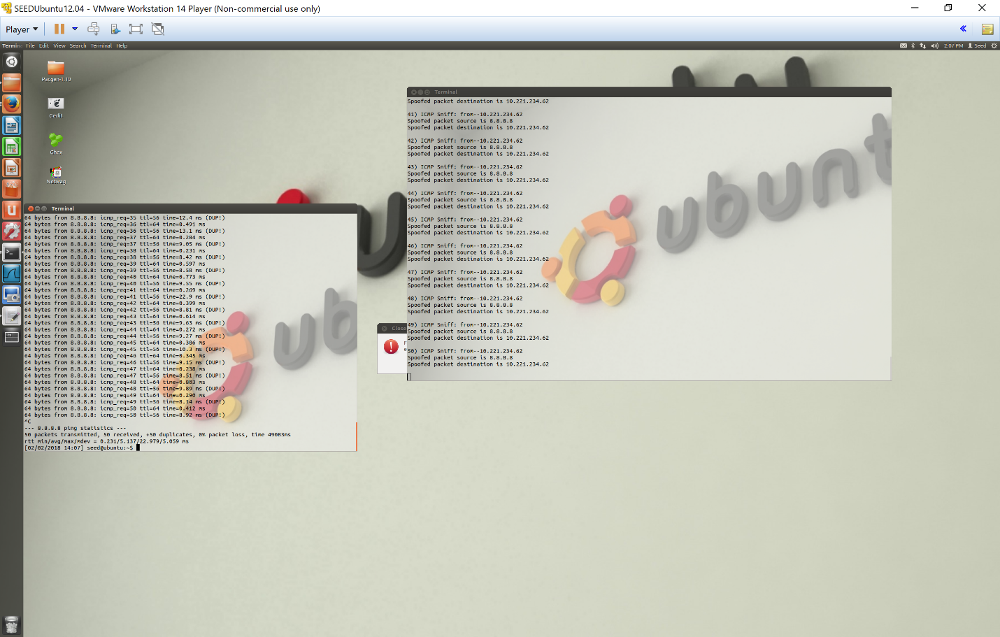 SEEDUbuntu12.04 - VMware Workstation 14 Player (Non-commercial use only)
Player
Termin File Edit View Search Terminal Help
2:07 PM Seed
Pacgen-1.10
Gedit
Ghex
Netwag
Terminal
Spoofed packet destination is 10.221.234.62
41) ICMP Sniff: from--10.221.234.62
Spoofed packet source is 8.8.8.8
Spoofed packet destination is 10.221.234.62
42) ICMP Sniff: from--10.221.234.62
Spoofed packet source is 8.8.8.8
Spoofed packet destination is 10.221.234.62
43) ICMP Sniff: from--10.221.234.62
Spoofed packet source is 8.8.8.8
Spoofed packet destination is 10.221.234.62
44) ICMP Sniff: from--10.221.234.62
Spoofed packet source is 8.8.8.8
Spoofed packet destination is 10.221.234.62
45) ICMP Sniff: from--10.221.234.62
Spoofed packet source is 8.8.8.8
Spoofed packet destination is 10.221.234.62
46) ICMP Sniff: from--10.221.234.62
Spoofed packet source is 8.8.8.8
Spoofed packet destination is 10.221.234.62
47) ICMP Sniff: from--10.221.234.62
Spoofed packet source is 8.8.8.8
Spoofed packet destination is 10.221.234.62
48) ICMP Sniff: from--10.221.234.62
Spoofed packet source is 8.8.8.8
Spoofed packet destination is 10.221.234.62
49) ICMP Sniff: from--10.221.234.62
Spoofed packet source is 8.8.8.8
Spoofed packet destination is 10.221.234.62
50) ICMP Sniff: from--10.221.234.62
Spoofed packet source is 8.8.8.8
Spoofed packet destination is 10.221.234.62
ubunt
Close
Terminal
64 bytes from 8.8.8.8: icmp_req=35 ttl=56 time=12.4 ms (DUP!)
64 bytes from 8.8.8.8: icmp_req=36 ttl=64 time=0.491 ms
64 bytes from 8.8.8.8: icmp_req=36 ttl=56 time=13.1 ms (DUP!)
64 bytes from 8.8.8.8: icmp_req=37 ttl=64 time=0.284 ms
64 bytes from 8.8.8.8: icmp_req=37 ttl=56 time=9.05 ms (DUP!)
64 bytes from 8.8.8.8: icmp_req=38 ttl=64 time=0.231 ms
64 bytes from 8.8.8.8: icmp_req=38 ttl=56 time=8.42 ms (DUP!)
64 bytes from 8.8.8.8: icmp_req=39 ttl=64 time=0.597 ms
64 bytes from 8.8.8.8: icmp_req=39 ttl=56 time=8.58 ms (DUP!)
64 bytes from 8.8.8.8: icmp_req=40 ttl=64 time=0.773 ms
64 bytes from 8.8.8.8: icmp_req=40 ttl=56 time=9.55 ms (DUP!)
64 bytes from 8.8.8.8: icmp_req=41 ttl=64 time=0.269 ms
64 bytes from 8.8.8.8: icmp_req=41 ttl=56 time=22.9 ms (DUP!)
64 bytes from 8.8.8.8: icmp_req=42 ttl=64 time=0.399 ms
64 bytes from 8.8.8.8: icmp_req=42 ttl=56 time=8.81 ms (DUP!)
64 bytes from 8.8.8.8: icmp_req=43 ttl=64 time=0.614 ms
64 bytes from 8.8.8.8: icmp_req=43 ttl=56 time=9.63 ms (DUP!)
64 bytes from 8.8.8.8: icmp_req=44 ttl=64 time=0.272 ms
64 bytes from 8.8.8.8: icmp_req=44 ttl=56 time=9.27 ms (DUP!)
64 bytes from 8.8.8.8: icmp_req=45 ttl=64 time=0.386 ms
64 bytes from 8.8.8.8: icmp_req=45 ttl=56 time=10.3 ms (DUP!)
64 bytes from 8.8.8.8: icmp_req=46 ttl=64 time=0.345 ms
64 bytes from 8.8.8.8: icmp_req=46 ttl=56 time=9.15 ms (DUP!)
64 bytes from 8.8.8.8: icmp_req=47 ttl=64 time=0.238 ms
64 bytes from 8.8.8.8: icmp_req=47 ttl=56 time=8.51 ms (DUP!)
64 bytes from 8.8.8.8: icmp_req=48 ttl=64 time=0.803 ms
64 bytes from 8.8.8.8: icmp_req=48 ttl=56 time=9.89 ms (DUP!)
64 bytes from 8.8.8.8: icmp_req=49 ttl=64 time=0.290 ms
64 bytes from 8.8.8.8: icmp_req=49 ttl=56 time=8.14 ms (DUP!)
64 bytes from 8.8.8.8: icmp_req=50 ttl=64 time=0.412 ms
64 bytes from 8.8.8.8: icmp_req=50 ttl=56 time=8.92 ms (DUP!)
^C
--- 8.8.8.8 ping statistics ---
50 packets transmitted, 50 received, +50 duplicates, 0% packet loss, time 49083ms
rtt min/avg/max/mdev = 0.231/5.137/22.979/5.059 ms
[02/02/2018 14:07] seed@ubuntu:~$
ub